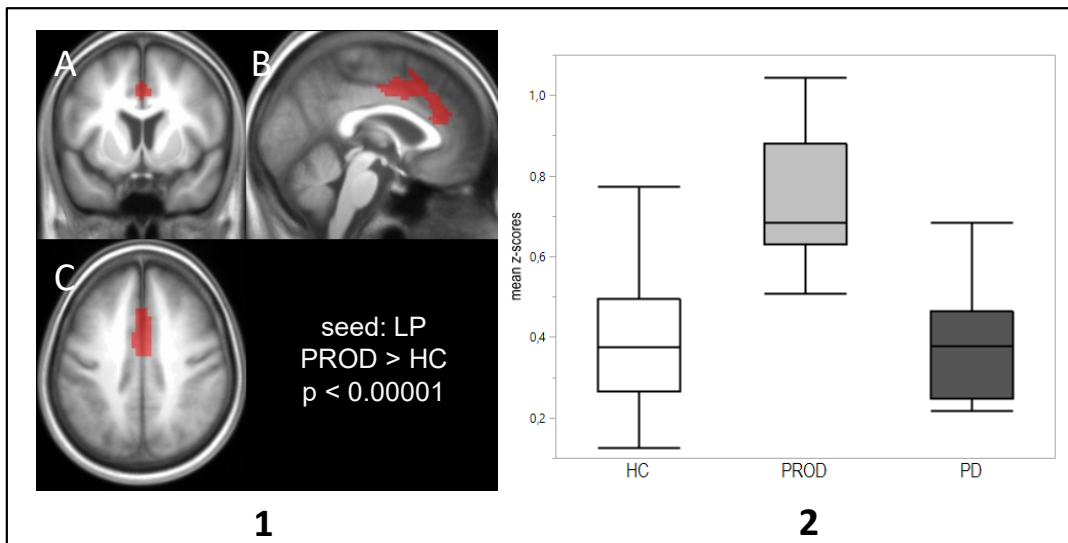 A
B
C
seed: LP
PROD > HC
p < 0.00001
1
mean z-scores
1,0
0,8
0,6
0,4
0,2
HC
PROD
PD
2